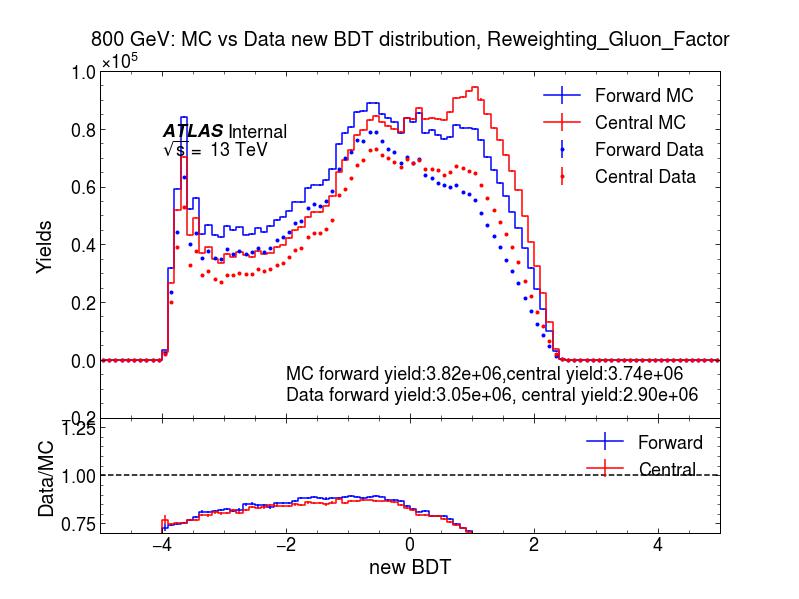 800 GeV: MC vs Data new BDT distribution, Reweighting_Gluon_Factor
×10⁵
1.0
0.8
0.6
0.4
0.2
0.0
0.2
Yields
ATLAS Internal
√s = 13 TeV
Forward MC
Central MC
Forward Data
Central Data
MC forward yield:3.82e+06,central yield:3.74e+06
Data forward yield:3.05e+06, central yield:2.90e+06
1.25
1.00
0.75
Data/MC
Forward
Central
−4 −2 0 2 4
new BDT